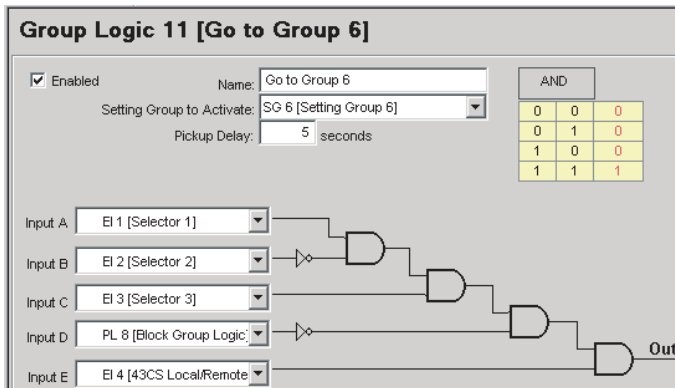 Group Logic 11 [Go to Group 6]
Enabled
Name: Go to Group 6
Setting Group to Activate: SG 6 [Setting Group 6]
Pickup Delay: 5 seconds
AND
0 0 0
0 1 0
1 0 0
1 1 1
Input A EI 1 [Selector 1]
Input B EI 2 [Selector 2]
Input C EI 3 [Selector 3]
Input D PL 8 [Block Group Logic]
Input E EI 4 [43CS Local/Remote
Out